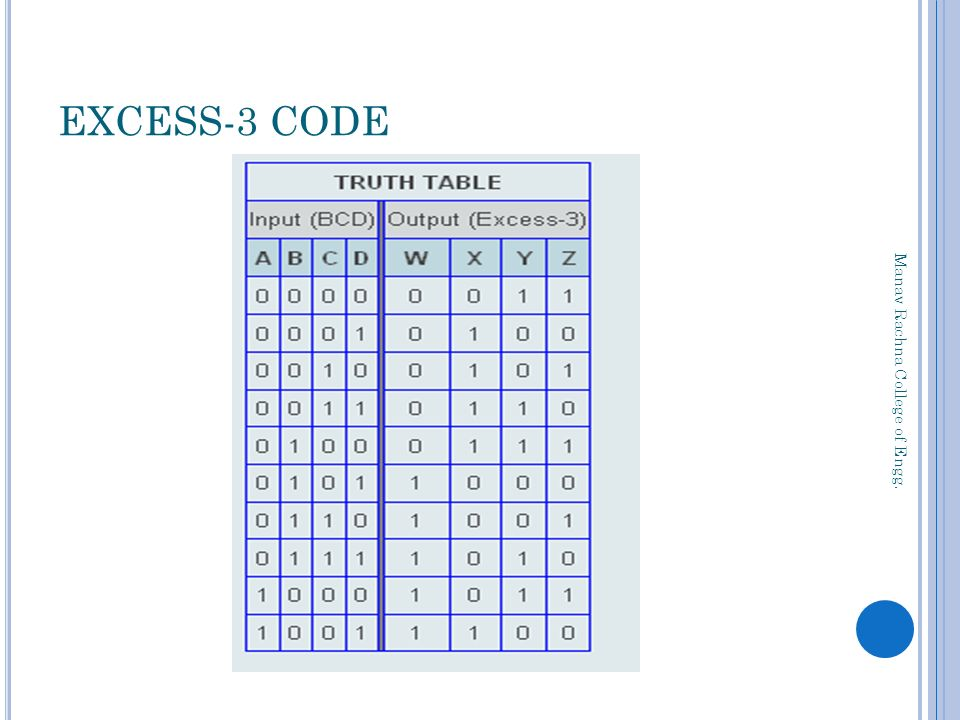 EXCESS-3 CODE
TRUTH TABLE
Input (BCD) Output (Excess-3)
A B C D W X Y Z
0 0 0 0 0 0 1 1
0 0 0 1 0 1 0 0
0 0 1 0 0 1 0 1
0 0 1 1 0 1 1 0
0 1 0 0 0 1 1 1
0 1 0 1 1 0 0 0
0 1 1 0 1 0 0 1
0 1 1 1 1 0 1 0
1 0 0 0 1 0 1 1
1 0 0 1 1 1 0 0
Manav Rachna College of Engg.